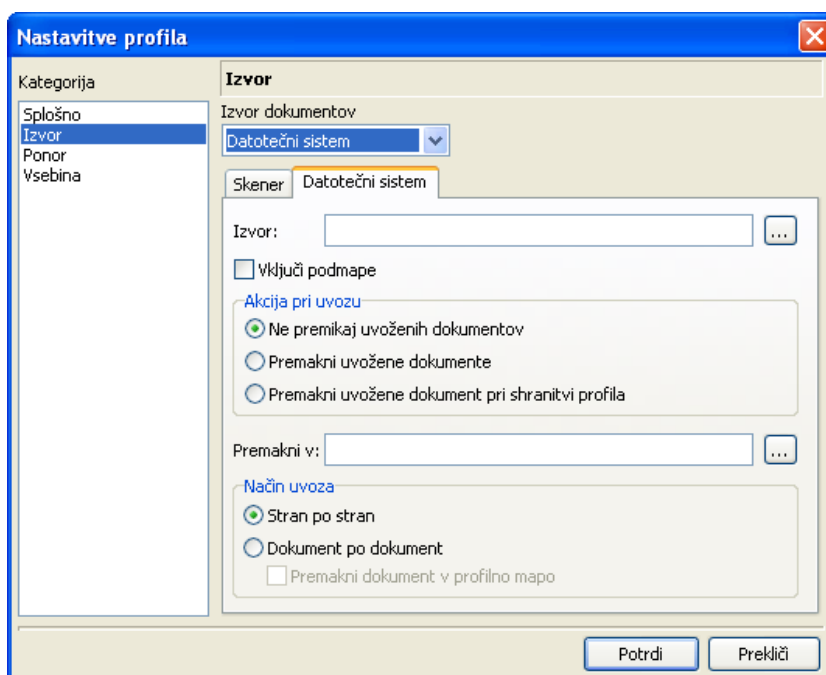 Nastavitve profila
Kategorija
Splošno
Izvor
Ponor
Vsebina
Izvor
Izvor dokumentov
Datotečni sistem
Skener
Datotečni sistem
Izvor:
...
Vključi podmape
Akcija pri uvozu
Ne premikaj uvoženih dokumentov
Premakni uvožene dokumente
Premakni uvožene dokument pri shranitvi profila
Premakni v:
...
Način uvoza
Stran po stran
Dokument po dokument
Premakni dokument v profilno mapo
Potrdi
Prekliči